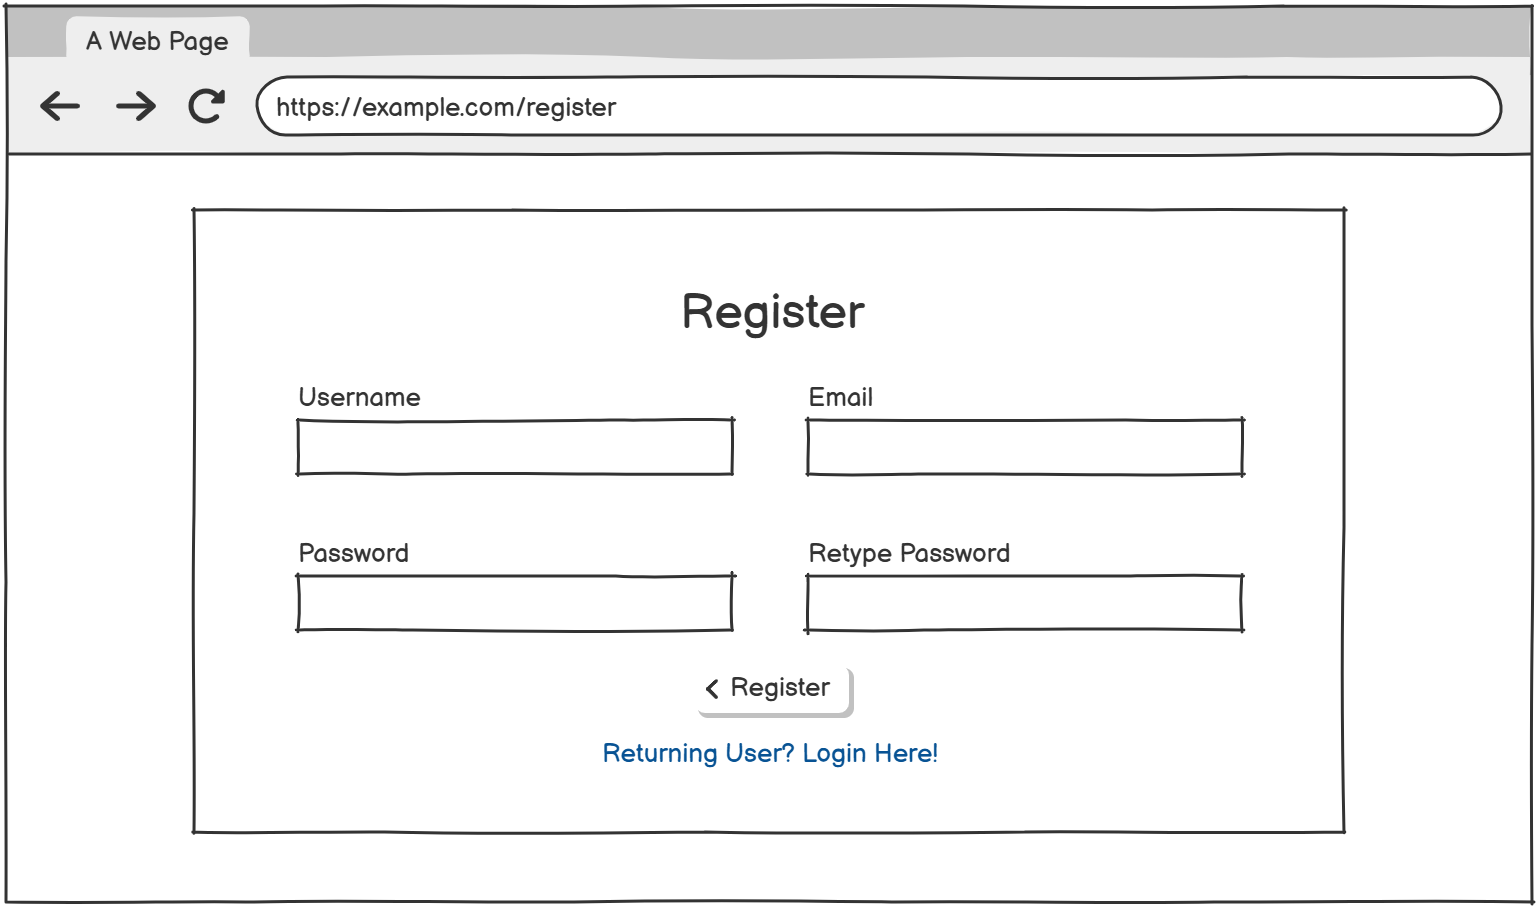 A Web Page
https://example.com/register
Register
Username
Email
Password
Retype Password
Register
Returning User? Login Here!